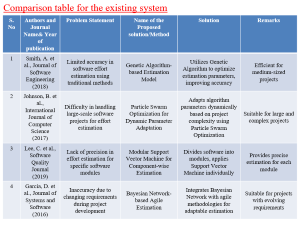 Comparison table for the existing system
S. No
Authors and Journal Name& Year of publication
Problem Statement
Name of the Proposed solution/Method
Solution
Remarks
1
Smith, A. et al., Journal of Software Engineering (2018)
Limited accuracy in software effort estimation using traditional methods
Genetic Algorithm-based Estimation Model
Utilizes Genetic Algorithm to optimize estimation parameters, improving accuracy
Efficient for medium-sized projects
2
Johnson, B. et al., International Journal of Computer Science (2017)
Difficulty in handling large-scale software projects for effort estimation
Particle Swarm Optimization for Dynamic Parameter Adaptation
Adapts algorithm parameters dynamically based on project complexity using Particle Swarm Optimization
Suitable for large and complex projects
3
Lee, C. et al., Software Quality Journal (2019)
Lack of precision in effort estimation for specific software modules
Modular Support Vector Machine for Component-wise Estimation
Divides software into modules, applies Support Vector Machine individually
Provides precise estimation for each module
4
Garcia, D. et al., Journal of Systems and Software (2016)
Inaccuracy due to changing requirements during project development
Bayesian Network-based Agile Estimation
Integrates Bayesian Network with agile methodologies for adaptable estimation
Suitable for projects with evolving requirements